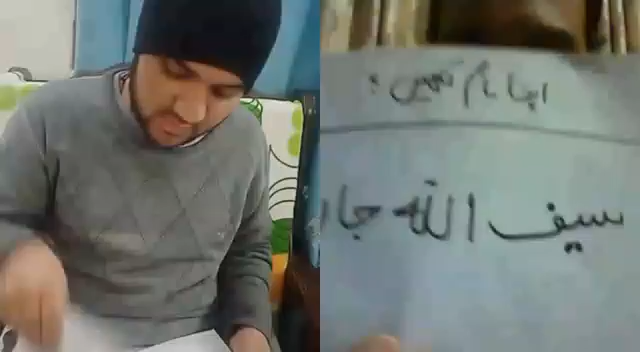 اپنا نام لکھیں :
سیف اللہ